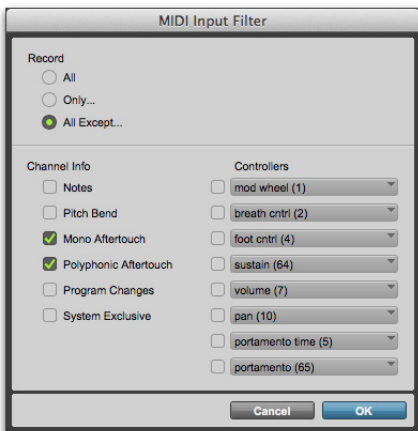 MIDI Input Filter
Record
All
Only...
All Except...
Channel Info
Notes
Pitch Bend
Mono Aftertouch
Polyphonic Aftertouch
Program Changes
System Exclusive
Controllers
mod wheel (1)
breath cntrl (2)
foot cntrl (4)
sustain (64)
volume (7)
pan (10)
portamento time (5)
portamento (65)
Cancel
OK